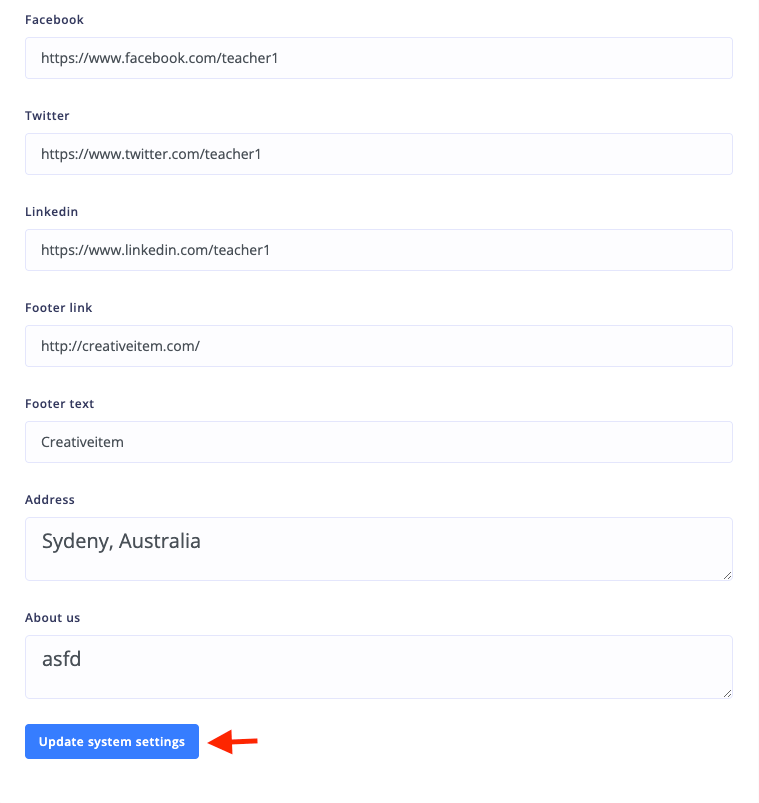 Facebook
https://www.facebook.com/teacher1
Twitter
https://www.twitter.com/teacher1
Linkedin
https://www.linkedin.com/teacher1
Footer link
http://creativeitem.com/
Footer text
Creativeitem
Address
Sydeny, Australia
About us
asfd
Update system settings